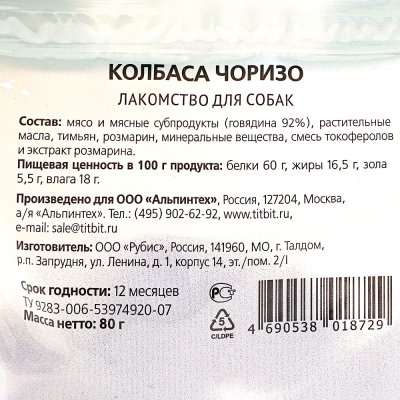 КОЛБАСА ЧОРИЗО
ЛАКОМСТВО ДЛЯ СОБАК
Состав: мясо и мясные субпродукты (говядина 92%), растительные
масла, тимьян, розмарин, минеральные вещества, смесь токоферолов
и экстракт розмарина.
Пищевая ценность в 100 г продукта: белки 60 г, жиры 16,5 г, зола
5,5 г, влага 18 г.
Произведено для ООО «Альпинтех», Россия, 127204, Москва,
а/я «Альпинтех». Тел.: (495) 902-62-92, www.titbit.ru,
e-mail: sale@titbit.ru
Изготовитель: ООО «Рубис», Россия, 141960, МО, г. Талдом,
р.п. Запрудня, ул. Ленина, д. 1, корпус 14, эт./пом. 2/I
Срок годности: 12 месяцев
ТУ 9283-006-53974920-07
Масса нетто: 80 г
РСТ
5
C/LDPE
4 690538 018729